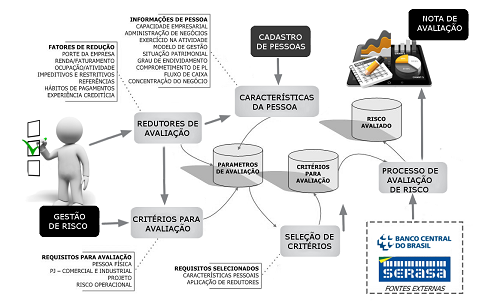 INFORMAÇÕES DE PESSOA
CAPACIDADE EMPRESARIAL
ADMINISTRAÇÃO DE NEGÓCIOS
EXERCÍCIO NA ATIVIDADE
MODELO DE GESTÃO
SITUAÇÃO PATRIMONIAL
GRAU DE ENDIVIDAMENTO
COMPROMETIMENTO DE PL
FLUXO DE CAIXA
CONCENTRAÇÃO DO NEGÓCIO
CADASTRO
DE PESSOAS
NOTA DE
AVALIAÇÃO
FATORES DE REDUÇÃO
PORTE DA EMPRESA
RENDA/FATURAMENTO
OCUPAÇÃO/ATIVIDADE
IMPEDITIVOS E RESTRITIVOS
REFERÊNCIAS
HÁBITOS DE PAGAMENTOS
EXPERIÊNCIA CREDITÍCIA
REDUTORES DE
AVALIAÇÃO
CARACTERÍSTICAS
DA PESSOA
RISCO
AVALIADO
PARAMETROS
DE AVALIAÇÃO
CRITÉRIOS
PARA
AVALIAÇÃO
PROCESSO DE
AVALIAÇÃO
DE RISCO
GESTÃO
DE RISCO
CRITÉRIOS PARA
AVALIAÇÃO
SELEÇÃO DE
CRITÉRIOS
REQUISITOS PARA AVALIAÇÃO
PESSOA FÍSICA
PJ – COMERCIAL E INDUSTRIAL
PROJETO
RISCO OPERACIONAL
REQUISITOS SELECIONADOS
CARACTERÍSTICAS PESSOAIS
APLICAÇÃO DE REDUTORES
BANCO CENTRAL
DO BRASIL
SERASA
FONTES EXTERNAS